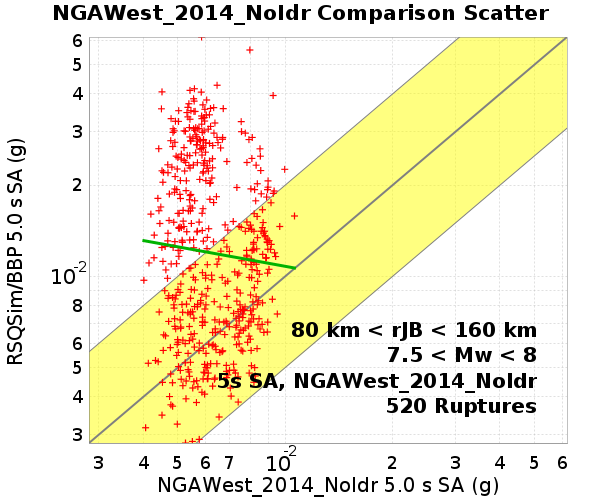 NGAWest_2014_NoIdr Comparison Scatter
6
5
4
3
2
10⁻²
8
6
5
4
3
RSQSim/BBP 5.0 s SA (g)
80 km < rJB < 160 km
7.5 < Mw < 8
5s SA, NGAWest_2014_NoIdr
520 Ruptures
3 4 5 6 7 10⁻² 2 3 4 5 6
NGAWest_2014_NoIdr 5.0 s SA (g)